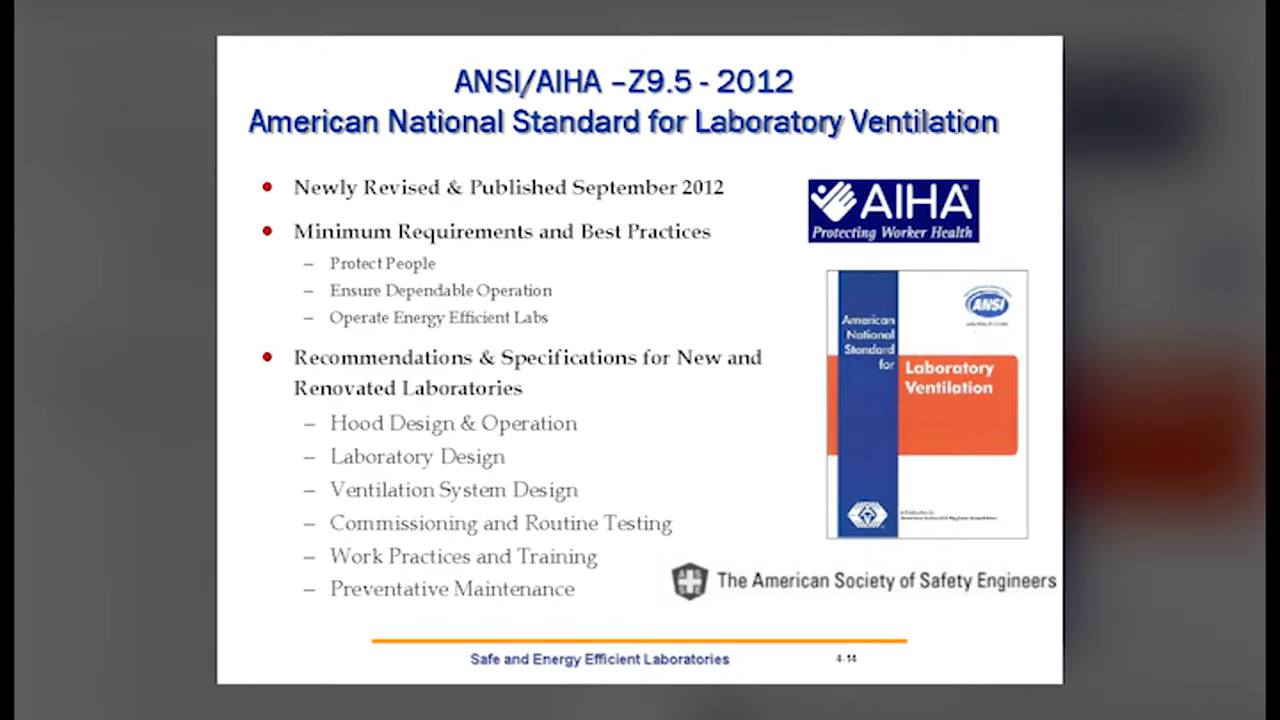 ANSI/AIHA –Z9.5 - 2012
American National Standard for Laboratory Ventilation
• Newly Revised & Published September 2012
• Minimum Requirements and Best Practices
– Protect People
– Ensure Dependable Operation
– Operate Energy Efficient Labs
• Recommendations & Specifications for New and
Renovated Laboratories
– Hood Design & Operation
– Laboratory Design
– Ventilation System Design
– Commissioning and Routine Testing
– Work Practices and Training
– Preventative Maintenance
AIHA®
Protecting Worker Health
ANSI
American
National
Standard
for
Laboratory
Ventilation
The American Society of Safety Engineers
Safe and Energy Efficient Laboratories
4-14